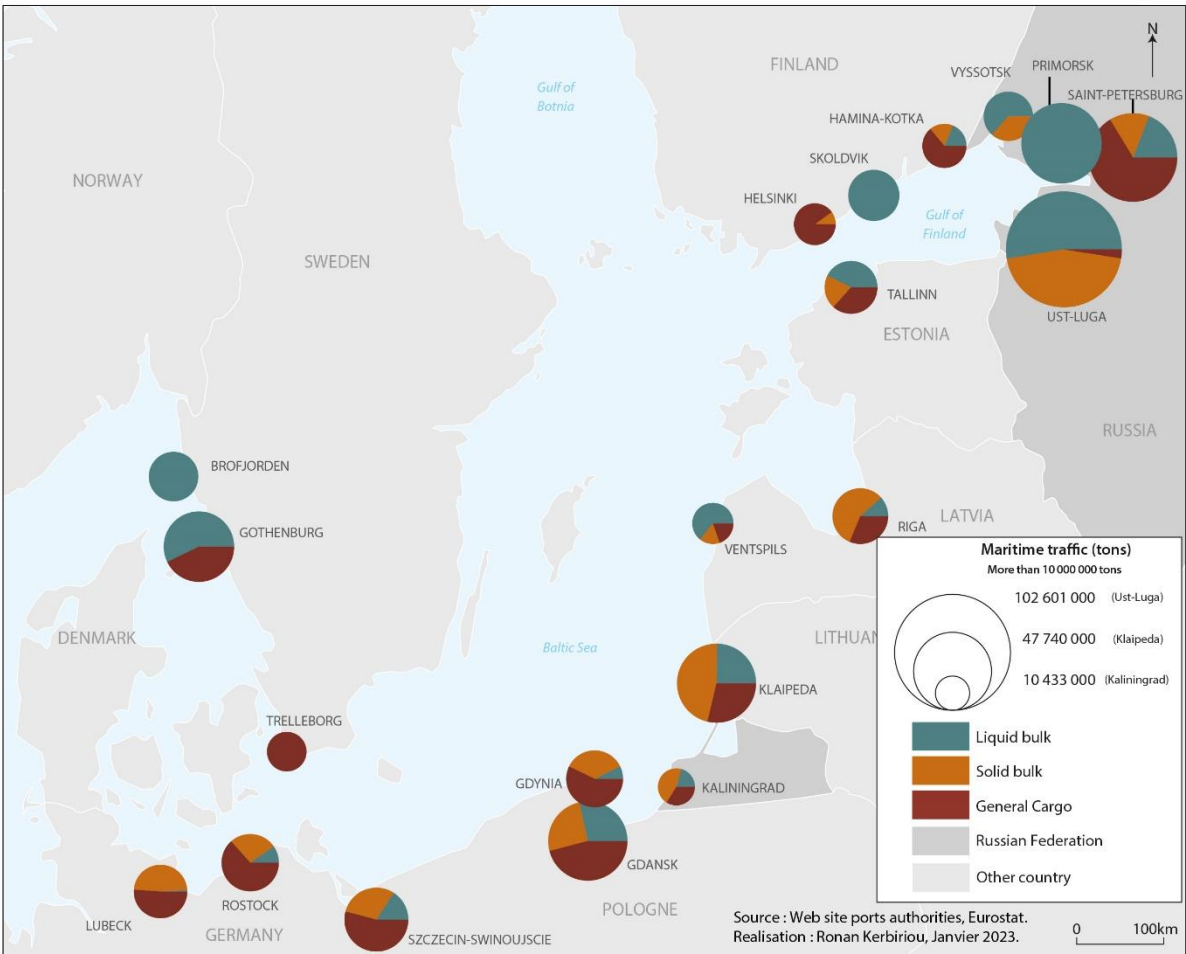 N
FINLAND
VYSSOTSK
PRIMORSK
SAINT-PETERSBURG
Gulf of
Botnia
HAMINA-KOTKA
SKOLDVIK
NORWAY
HELSINKI
Gulf of
Finland
SWEDEN
TALLINN
UST-LUGA
ESTONIA
RUSSIA
BROFJORDEN
GOTHENBURG
VENTSPILS
RIGA
LATVIA
DENMARK
Baltic Sea
LITHUAN
KLAIPEDA
TRELLEBORG
GDYNIA
KALININGRAD
GDANSK
ROSTOCK
LUBECK
GERMANY
SZCZECIN-SWINOUJSCIE
POLOGNE
Maritime traffic (tons)
More than 10 000 000 tons
102 601 000 (Ust-Luga)
47 740 000 (Klaipeda)
10 433 000 (Kaliningrad)
Liquid bulk
Solid bulk
General Cargo
Russian Federation
Other country
Source : Web site ports authorities, Eurostat.
Realisation : Ronan Kerbiriou, Janvier 2023.
0 100km